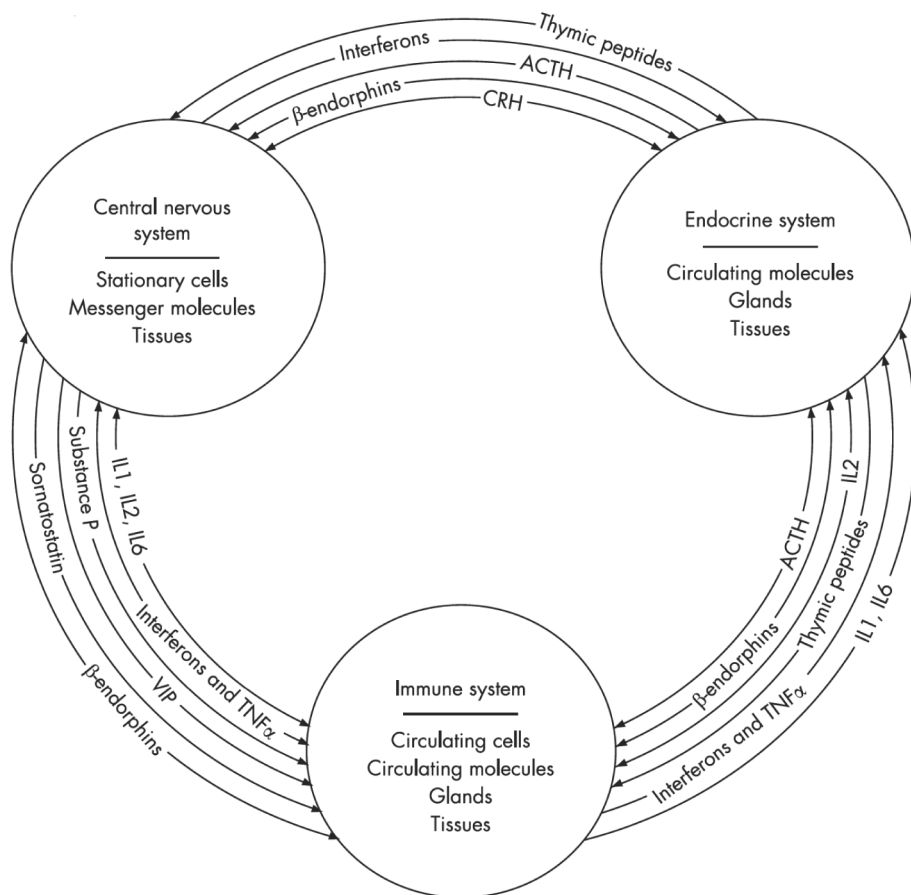 Thymic peptides
Interferons
ACTH
β-endorphins
CRH
Central nervous
system
Stationary cells
Messenger molecules
Tissues
Endocrine system
Circulating molecules
Glands
Tissues
Sornatostatin
Substance P
IL1, IL2, IL6
β-endorphins
VIP
Interferons and TNFα
ACTH
IL2
β-endorphins
Thymic peptides
IL1, IL6
Interferons and TNFα
Immune system
Circulating cells
Circulating molecules
Glands
Tissues